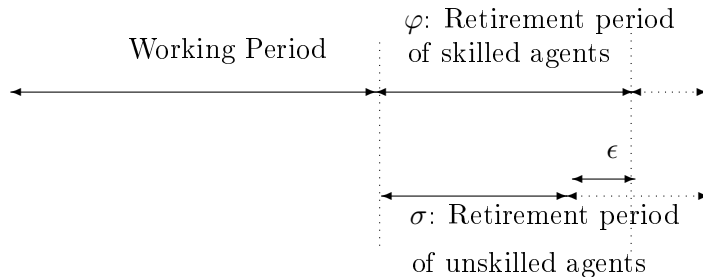 φ: Retirement period
Working Period
of skilled agents
ϵ
σ: Retirement period
of unskilled agents